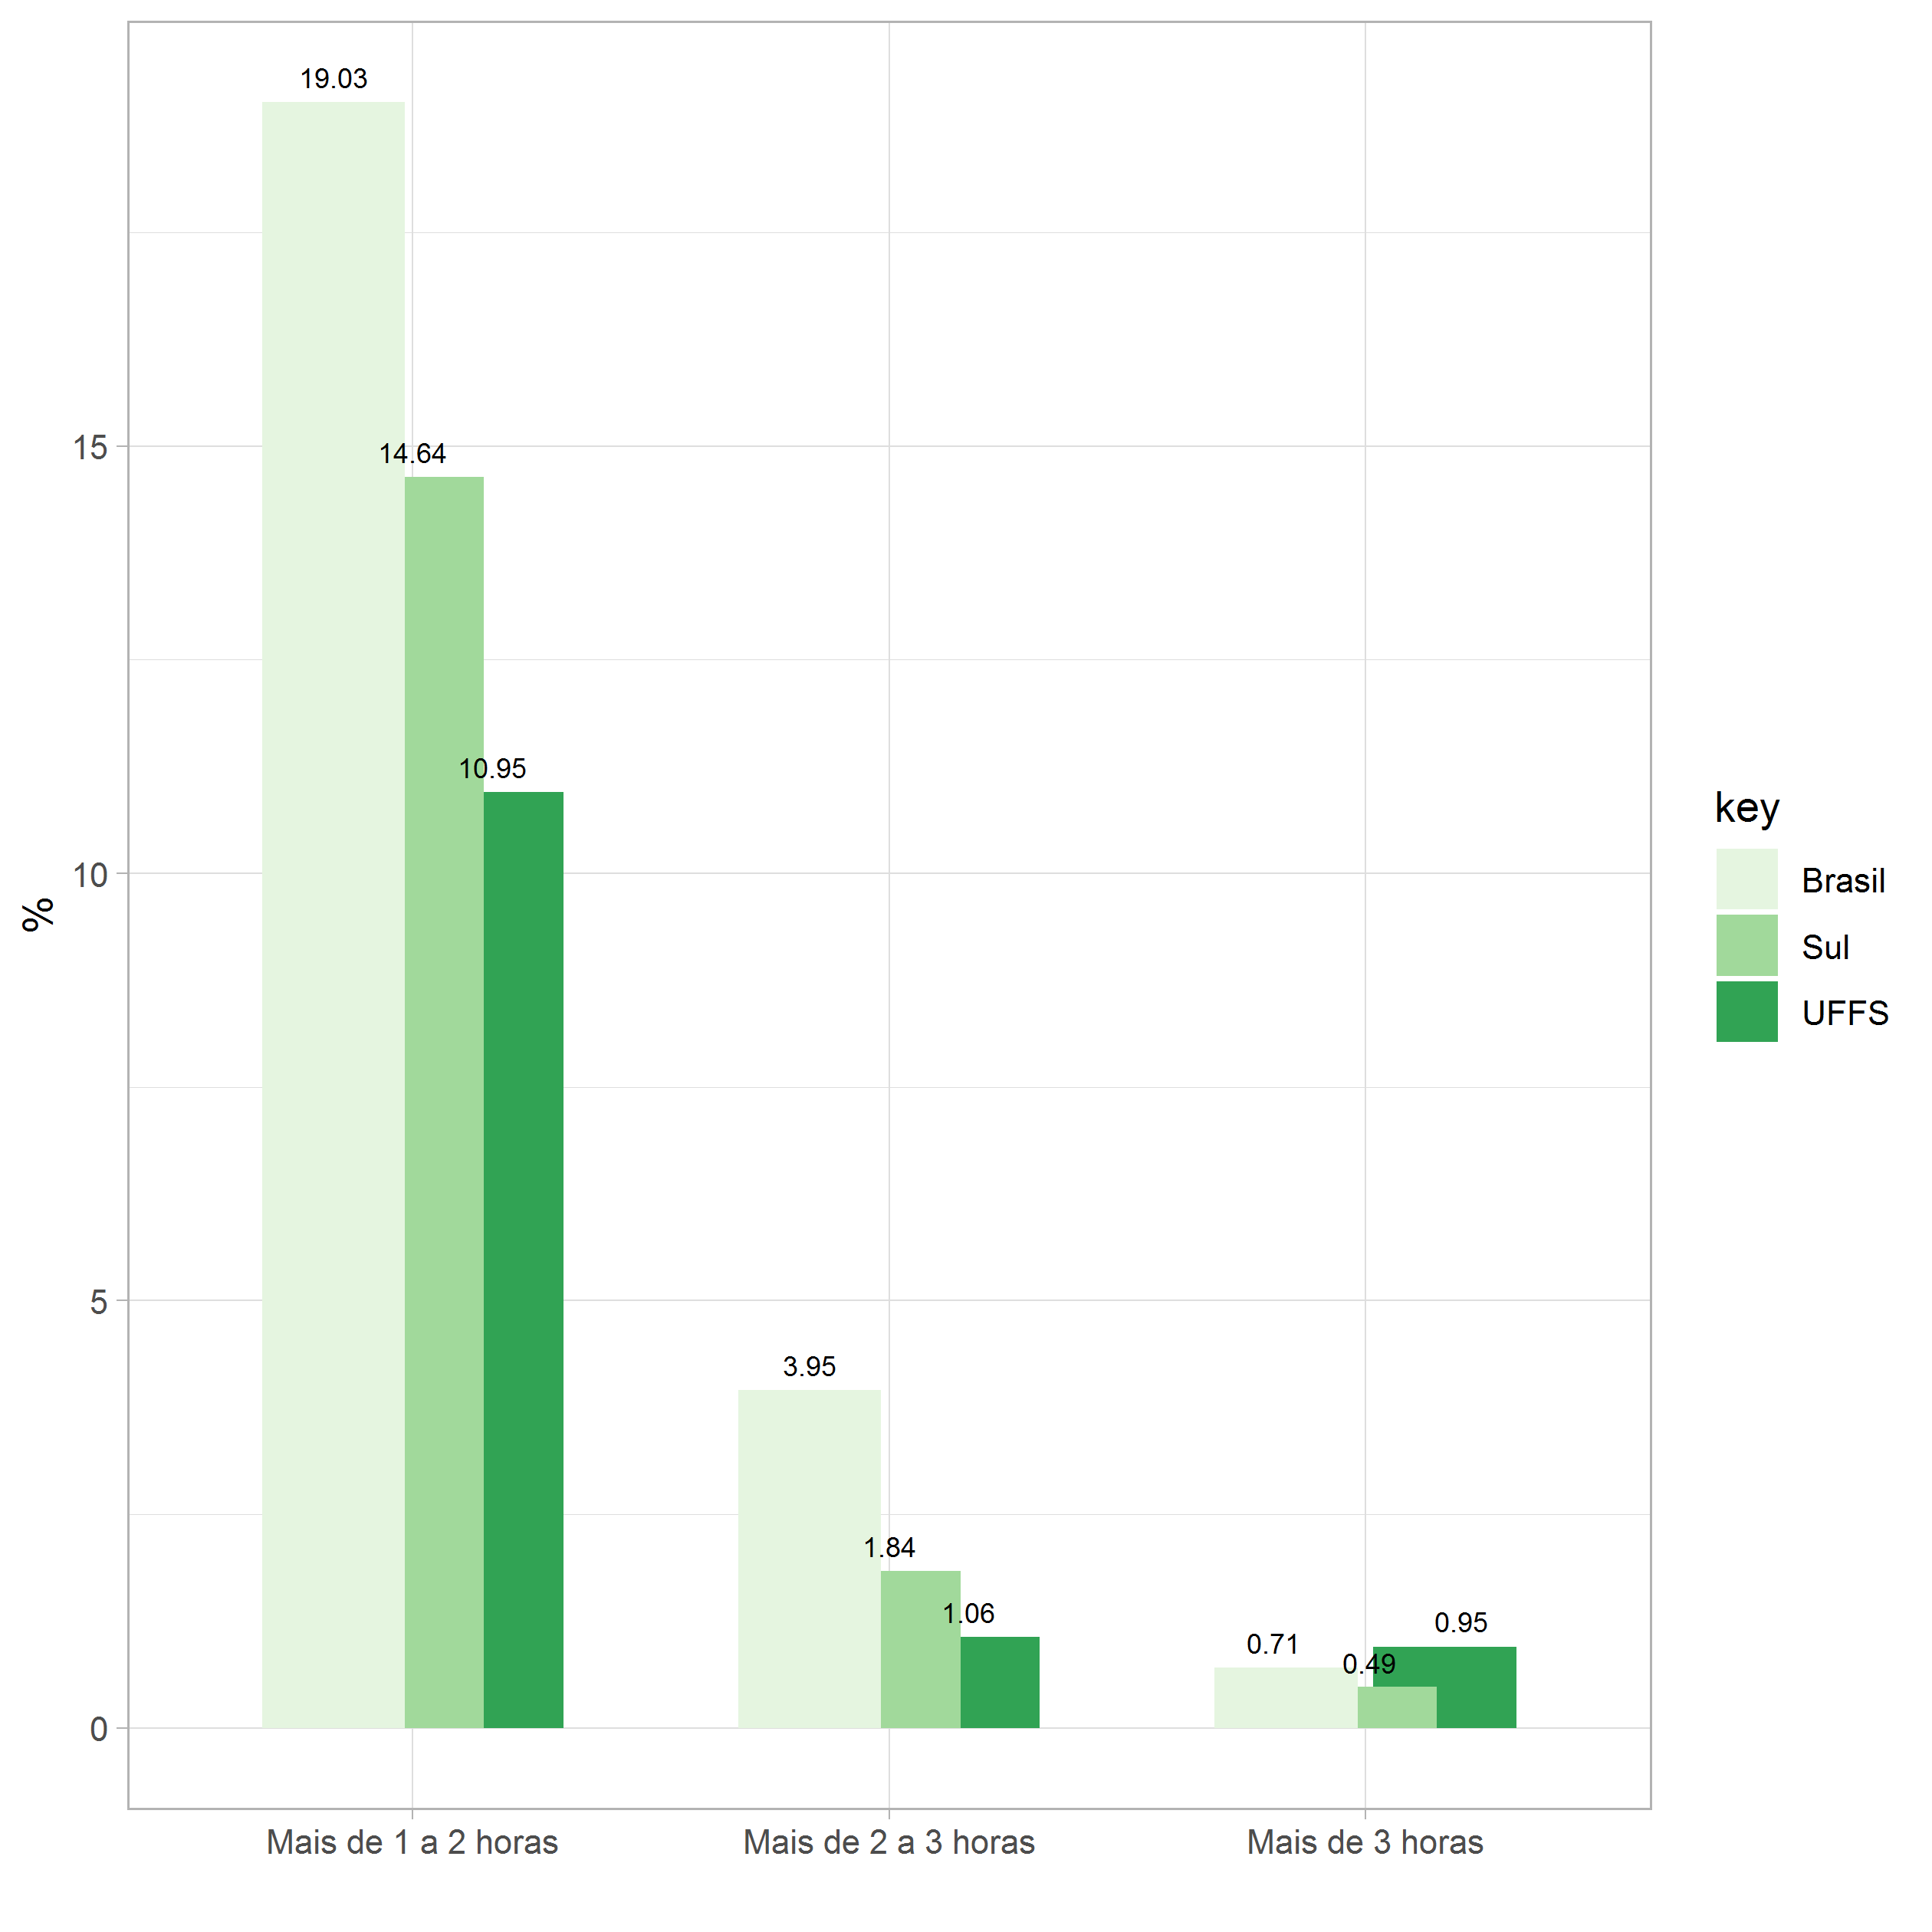 19.03
14.64
10.95
3.95
1.84
1.06
0.71
0.49
0.95
15
10
5
0
%
Mais de 1 a 2 horas
Mais de 2 a 3 horas
Mais de 3 horas
key
Brasil
Sul
UFFS